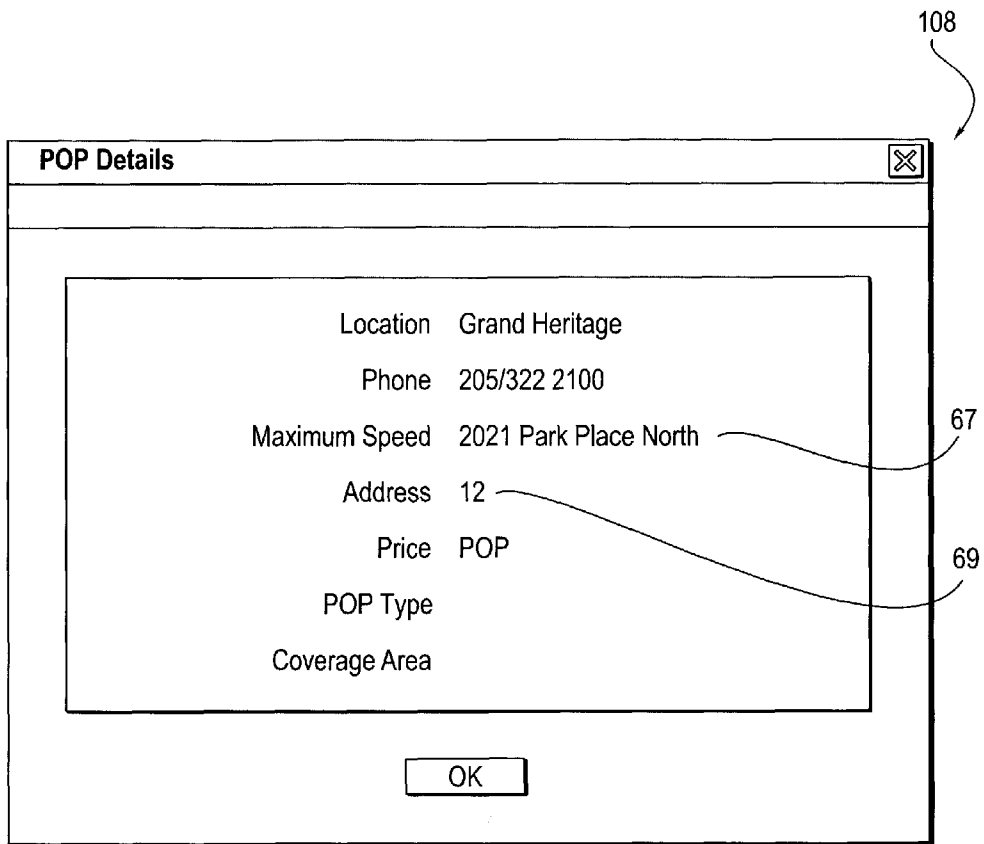 108
POP Details
Location Grand Heritage
Phone 205/322 2100
Maximum Speed 2021 Park Place North
67
Address 12
Price POP
69
POP Type
Coverage Area
OK